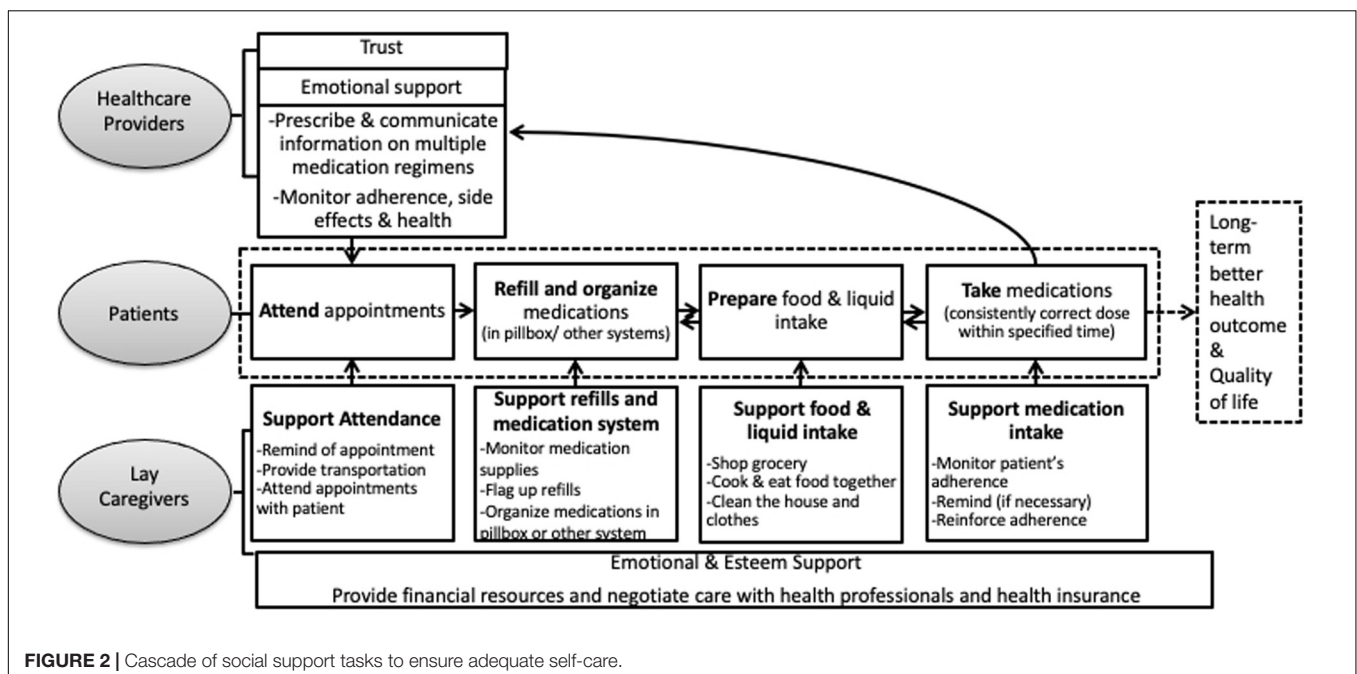 Trust
Healthcare
Providers
Emotional support
-Prescribe & communicate
information on multiple
medication regimens
-Monitor adherence, side
effects & health
Patients
Attend appointments
Refill and organize
medications
(in pillbox/ other systems)
Prepare food & liquid
intake
Take medications
(consistently correct dose
within specified time)
Long-
term
better
health
outcome
&
Quality
of life
Lay
Caregivers
Support Attendance
-Remind of appointment
-Provide transportation
-Attend appointments
with patient
Support refills and
medication system
-Monitor medication
supplies
-Flag up refills
-Organize medications in
pillbox or other system
Support food &
liquid intake
-Shop grocery
-Cook & eat food together
-Clean the house and
clothes
Support medication
intake
-Monitor patient's
adherence
-Remind (if necessary)
-Reinforce adherence
Emotional & Esteem Support
Provide financial resources and negotiate care with health professionals and health insurance
FIGURE 2 | Cascade of social support tasks to ensure adequate self-care.